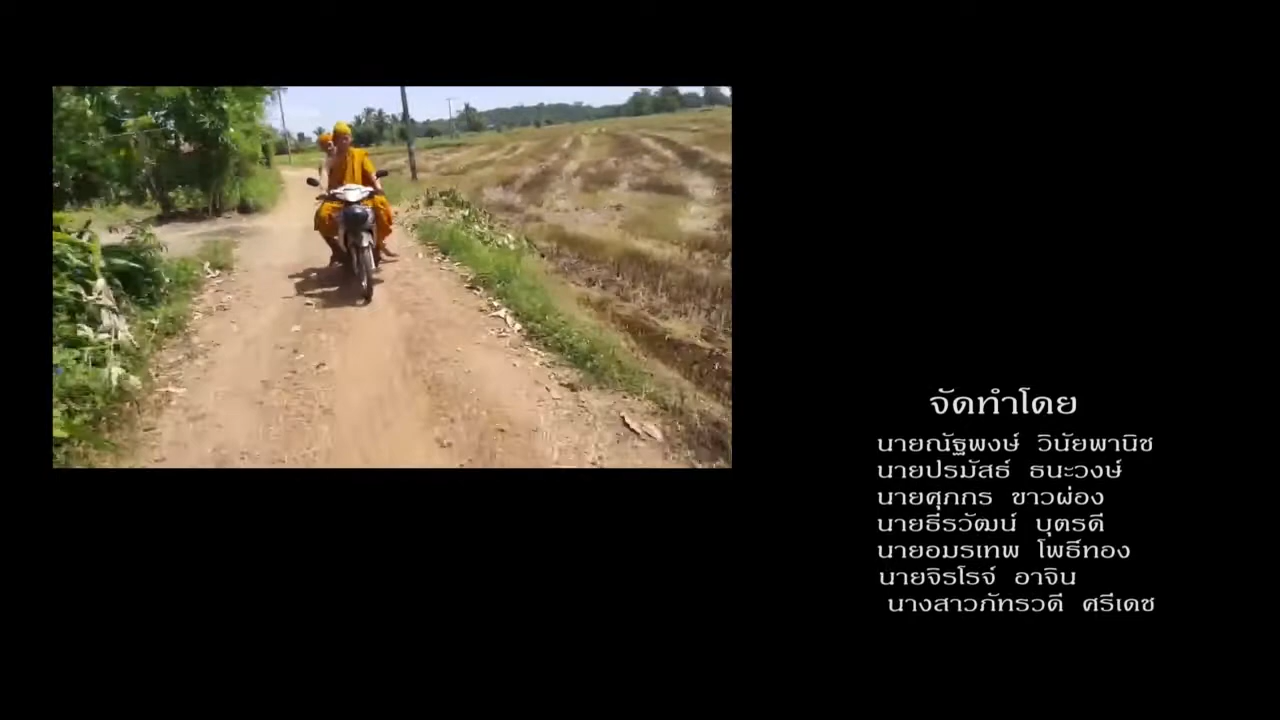 จัดทำโดย
นายณัฐพงษ์ วินัยพานิช
นายปรมัสธ์ ธนะวงษ์
นายศุภกร ขาวผ่อง
นายธีรวัฒน์ บุตรดี
นายอมรเทพ โพธิ์ทอง
นายจิรโรจ์ อาจิน
นางสาวภัทรวดี ศรีเดช